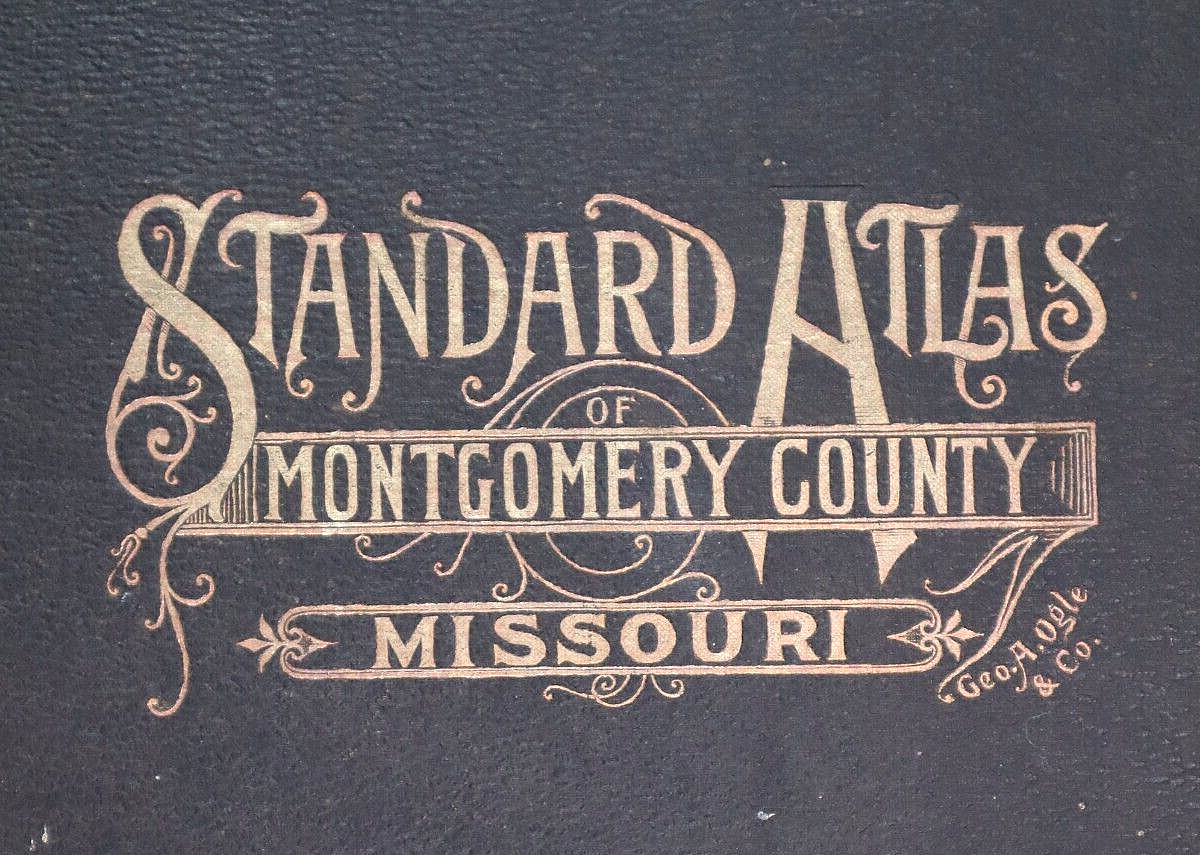 STANDARD ATLAS
OF
MONTGOMERY COUNTY
MISSOURI
Geo. A. Ogle
& Co.